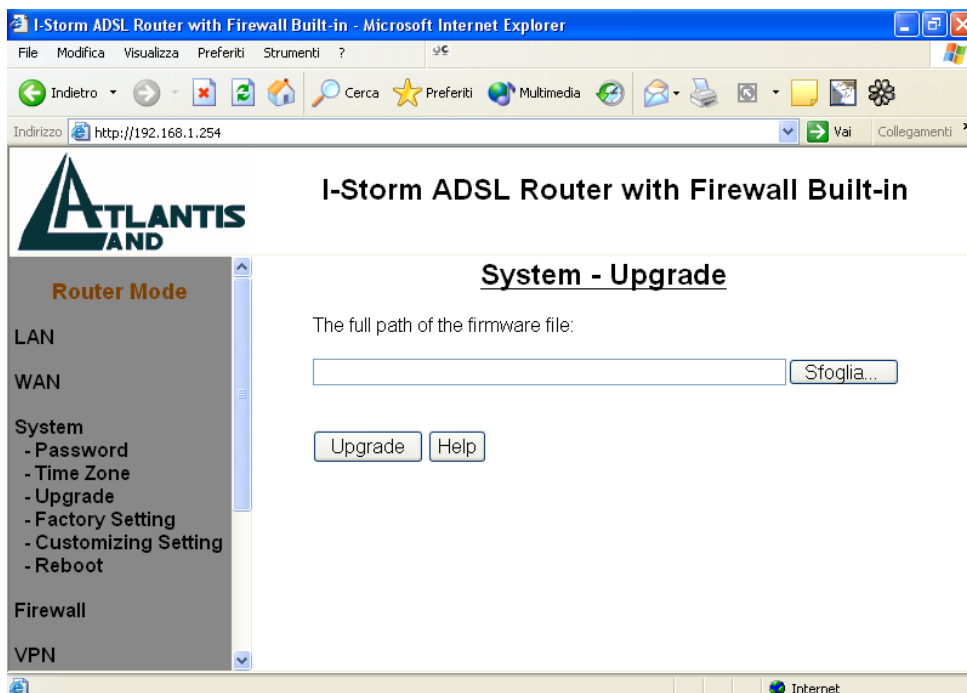 I-Storm ADSL Router with Firewall Built-in - Microsoft Internet Explorer
File Modifica Visualizza Preferiti Strumenti ?
Indietro Cerca Preferiti Multimedia
Indirizzo http://192.168.1.254 Vai Collegamenti
ATLANTIS
LAND
I-Storm ADSL Router with Firewall Built-in
Router Mode
LAN
WAN
System
- Password
- Time Zone
- Upgrade
- Factory Setting
- Customizing Setting
- Reboot
Firewall
VPN
System - Upgrade
The full path of the firmware file:
Sfoglia...
Upgrade Help
Internet